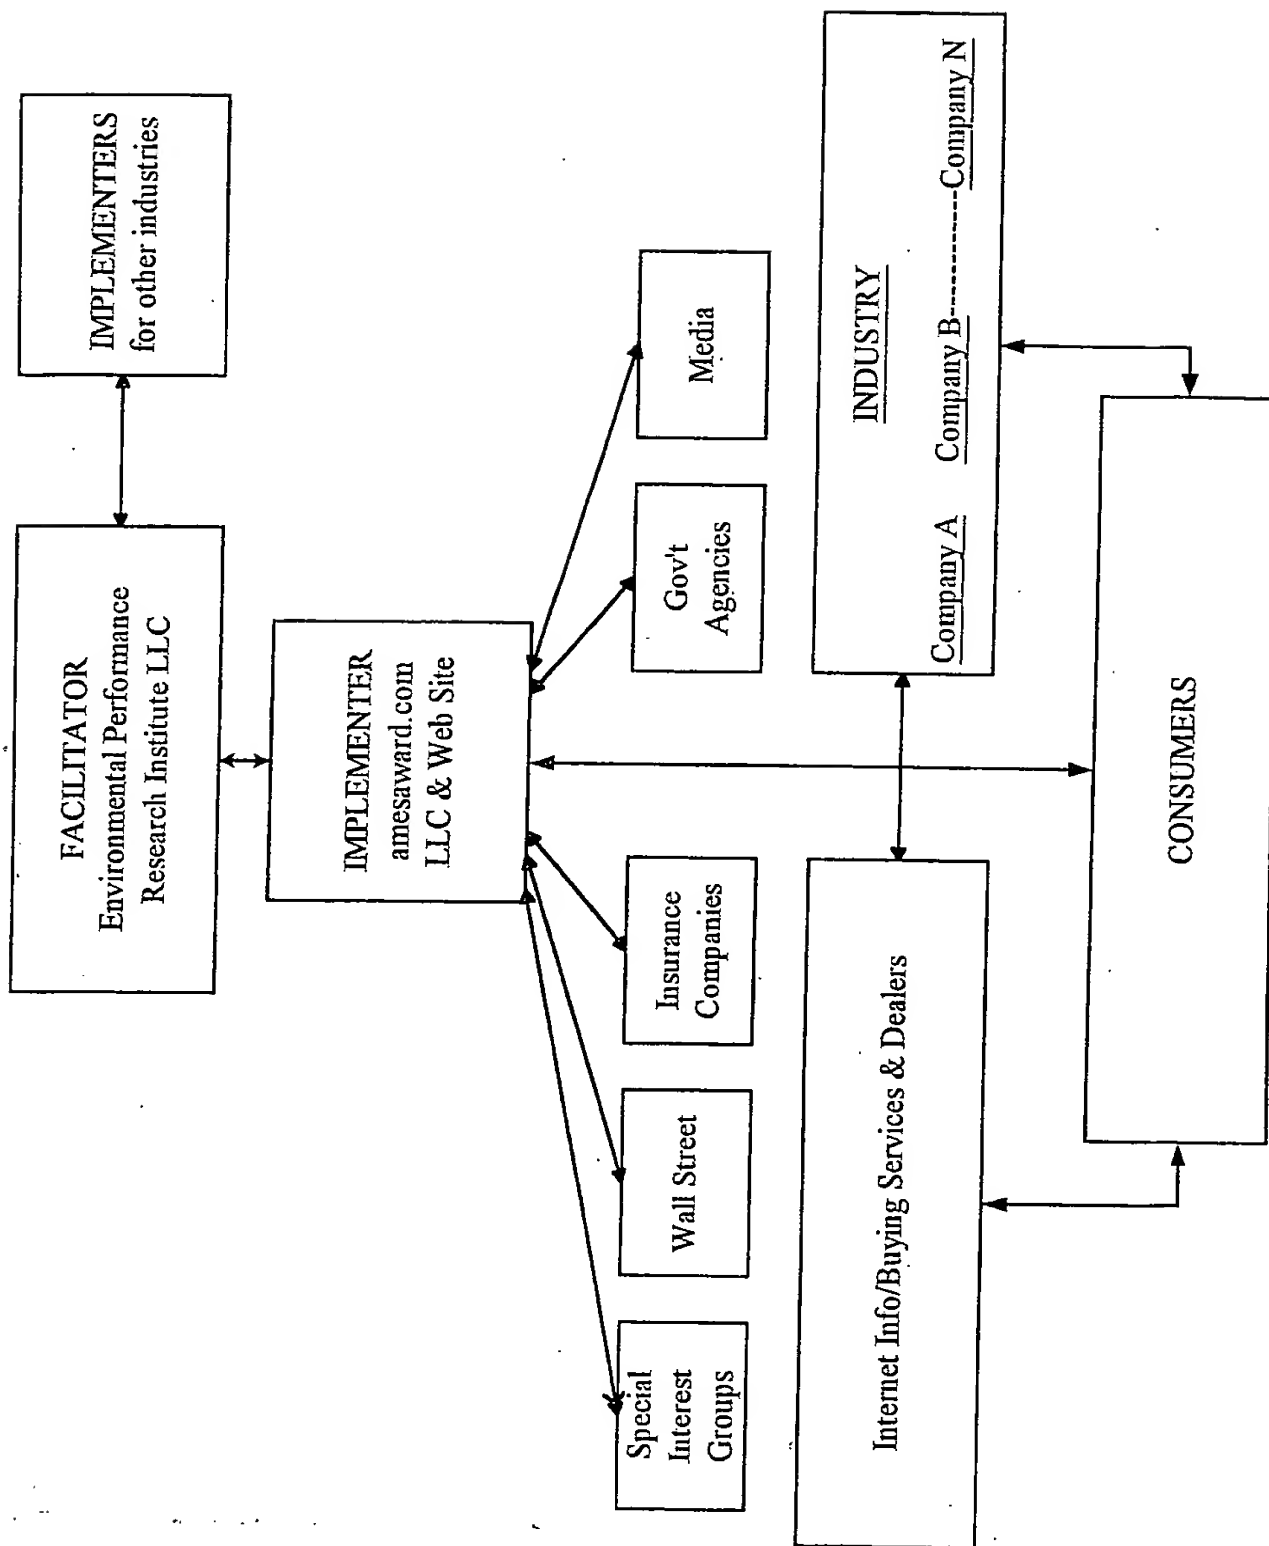 FACILITATOR
Environmental Performance
Research Institute LLC
IMPLEMENTERS
for other industries
IMPLEMENTER
amesaward.com
LLC & Web Site
Special
Interest
Groups
Wall Street
Insurance
Companies
Gov't
Agencies
Media
Internet Info/Buying Services & Dealers
INDUSTRY
Company A Company B------------Company N
CONSUMERS